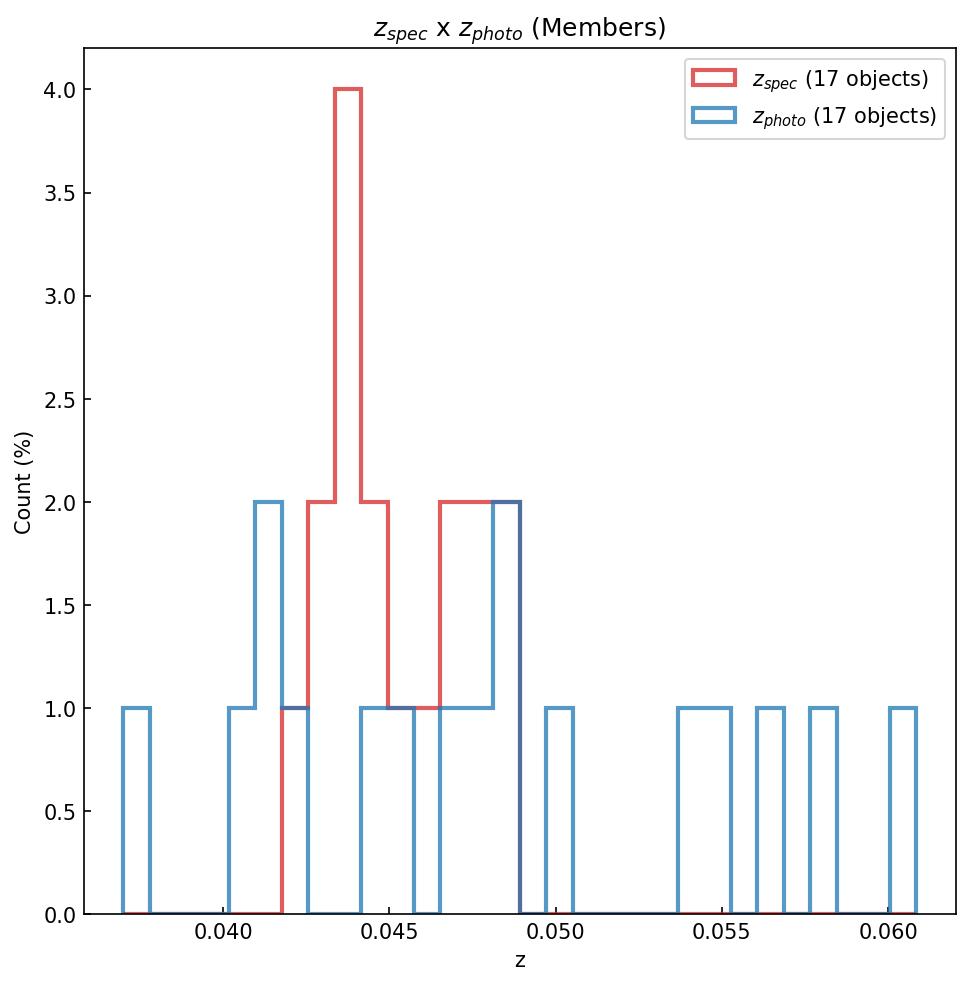 z_spec x z_photo (Members)
z_spec (17 objects)
z_photo (17 objects)
Count (%)
4.0
3.5
3.0
2.5
2.0
1.5
1.0
0.5
0.0
0.040 0.045 0.050 0.055 0.060
z